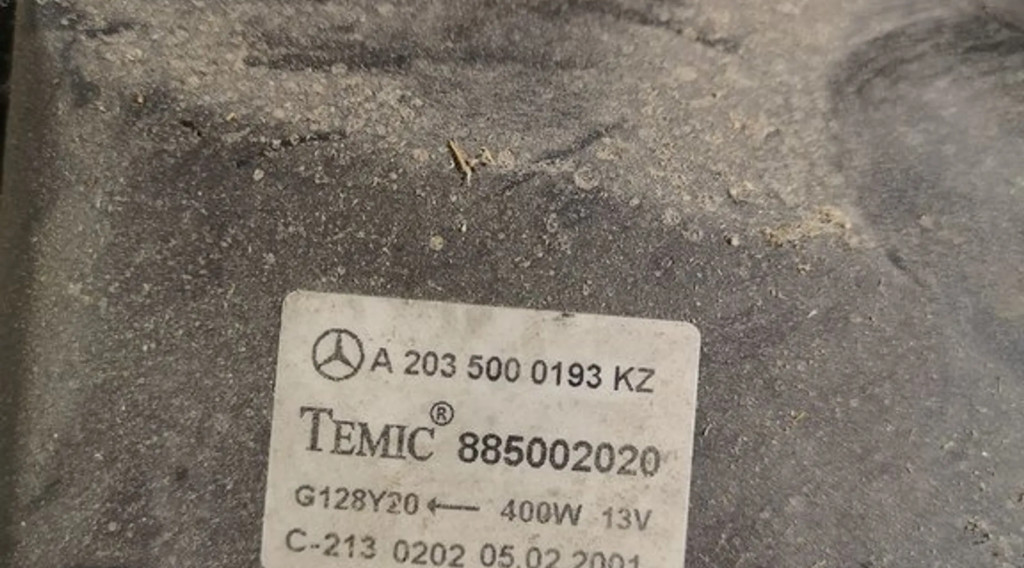 A 203 500 0193 KZ
TEMIC® 885002020
G128Y20 ← 400W 13V
C-213 0202 05.02.2001